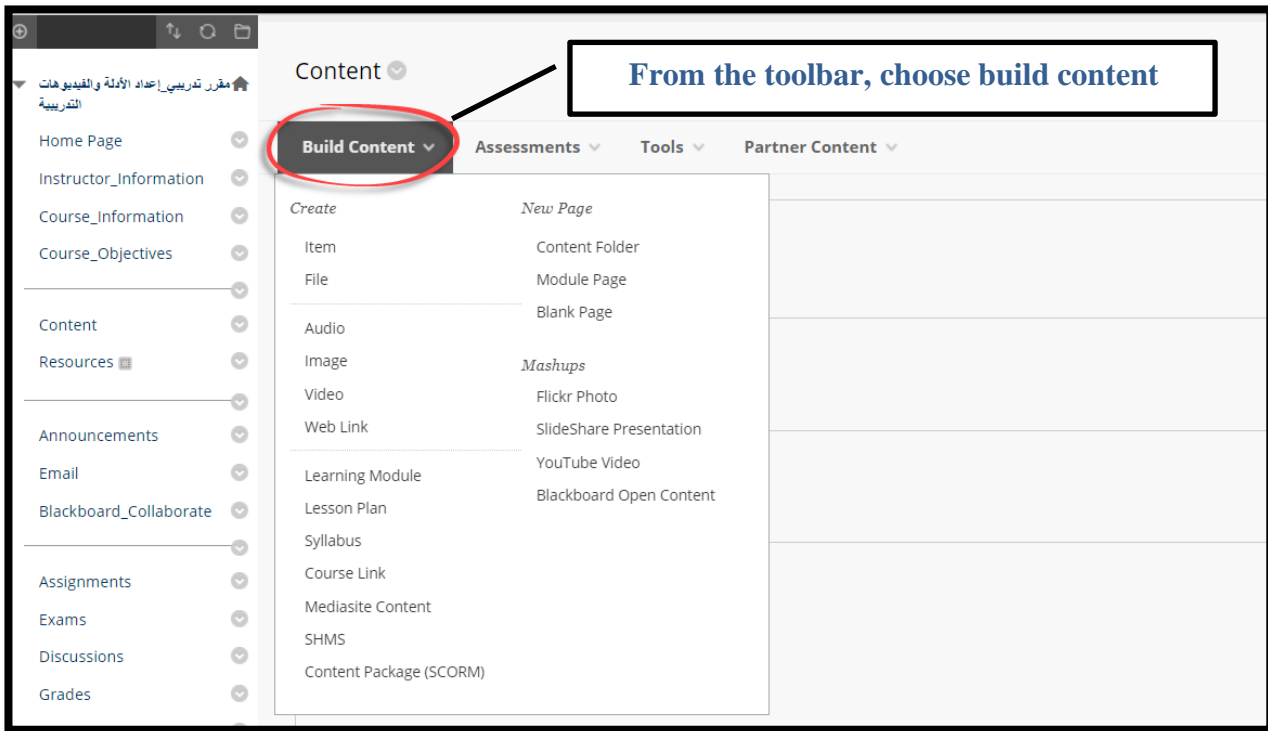 مقرر تدريبي_إعداد الأدلة والفيديوهات
التدريبية
Home Page
Instructor_Information
Course_Information
Course_Objectives
Content
Resources
Announcements
Email
Blackboard_Collaborate
Assignments
Exams
Discussions
Grades
Content
From the toolbar, choose build content
Build Content
Assessments
Tools
Partner Content
Create
Item
File
Audio
Image
Video
Web Link
Learning Module
Lesson Plan
Syllabus
Course Link
Mediasite Content
SHMS
Content Package (SCORM)
New Page
Content Folder
Module Page
Blank Page
Mashups
Flickr Photo
SlideShare Presentation
YouTube Video
Blackboard Open Content